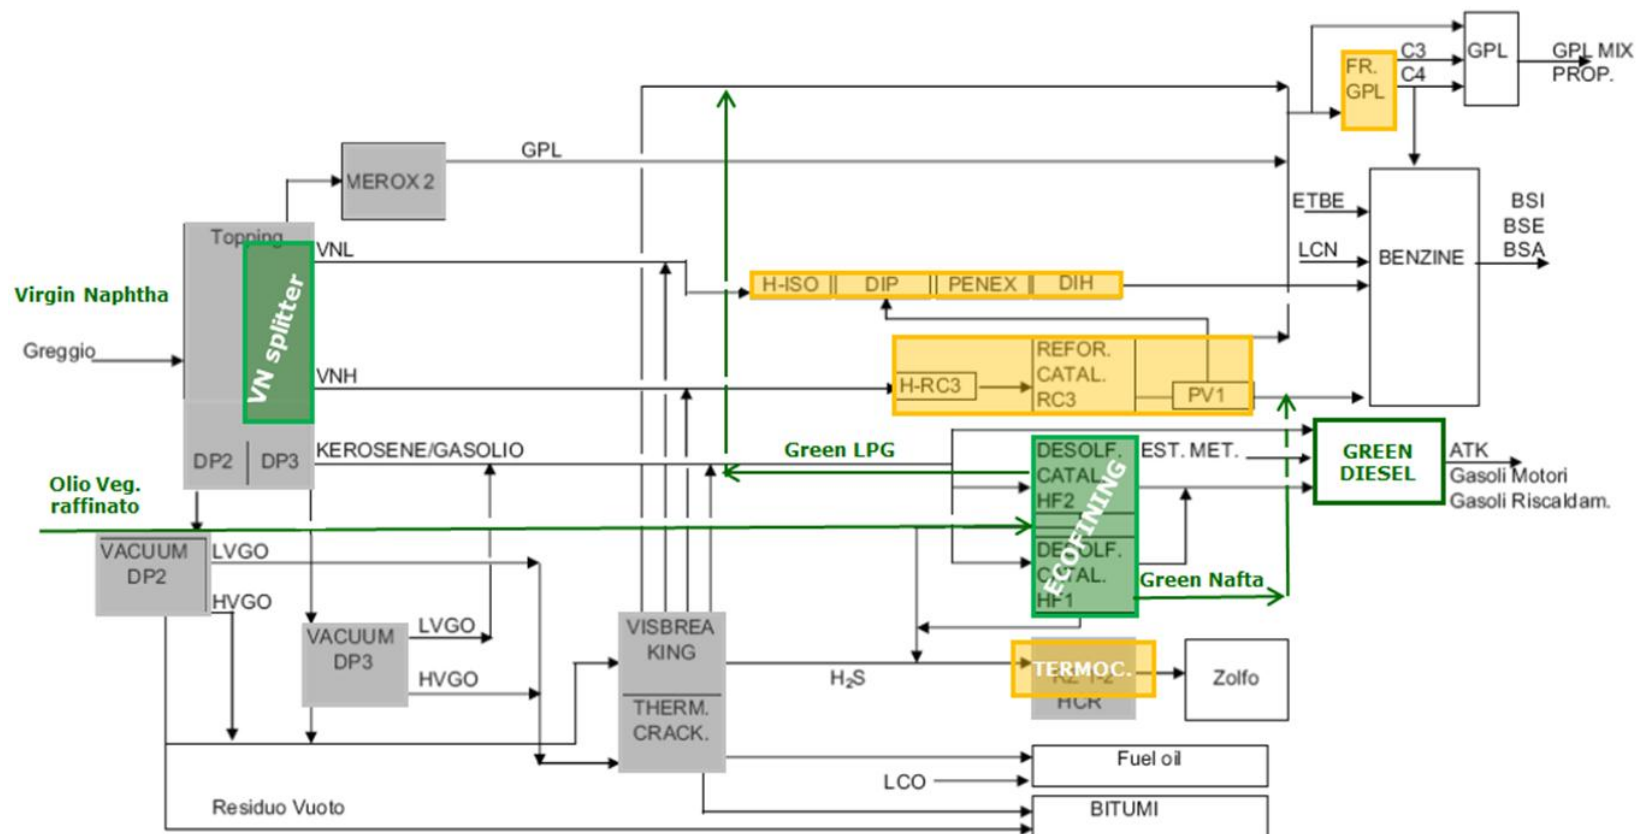 C3
GPL
GPL MIX
FR.
GPL
C4
PROP.
GPL
MEROX 2
ETBE
BSI
BSE
Topping
VNL
LCN
BENZINE
BSA
Virgin Naphtha
H-ISO
DIP
PENEX
DIH
VN splitter
Greggio
REFOR.
CATAL.
RC3
VNH
H-RC3
PV1
KEROSENE/GASOLIO
Green LPG
DESOLF.
CATAL.
HF2
EST. MET.
GREEN
DIESEL
ATK
Gasoli Motori
Gasoli Riscaldam.
DP2
DP3
Olio Veg.
raffinato
ECOFINING
VACUUM
DP2
LVGO
DESOLF.
CATAL.
HF1
Green Nafta
HVGO
VACUUM
DP3
LVGO
VISBREA
KING
HVGO
H₂S
TERMOC.
HCR
Zolfo
THERM.
CRACK.
Fuel oil
LCO
Residuo Vuoto
BITUMI